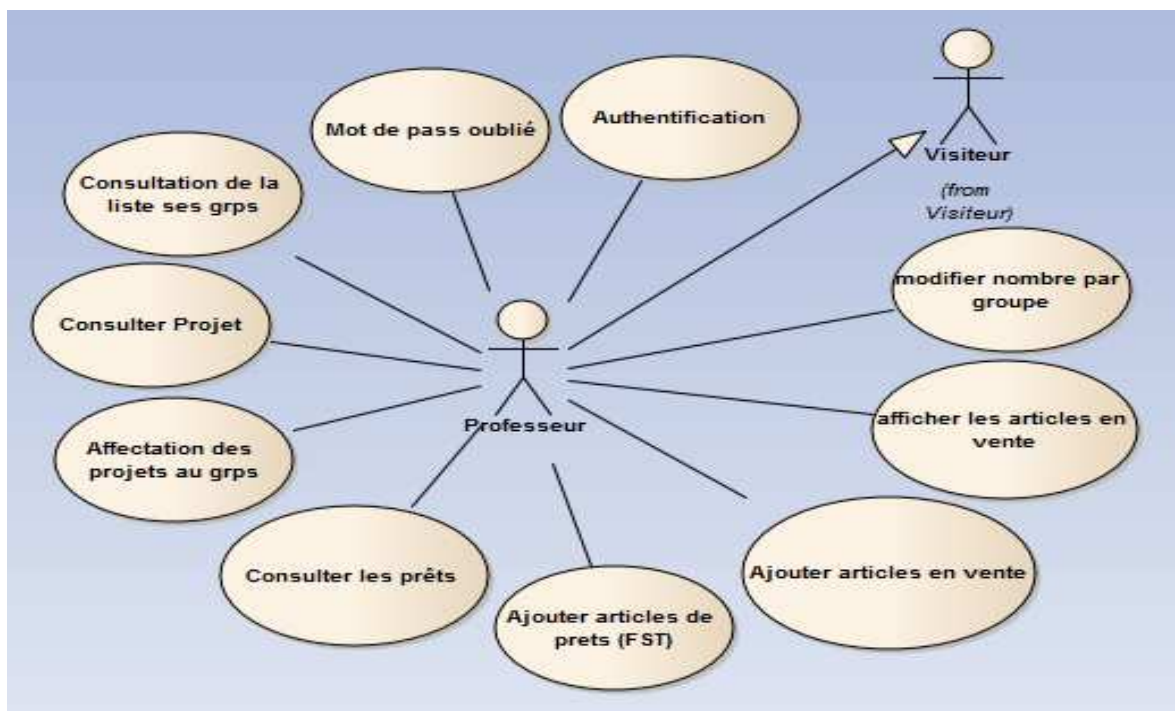 Mot de pass oublié
Authentification
Visiteur
(from
Visiteur)
Consultation de la
liste ses grps
modifier nombre par
groupe
Consulter Projet
Professeur
afficher les articles en
vente
Affectation des
projets au grps
Consulter les prêts
Ajouter articles de
prets (FST)
Ajouter articles en vente